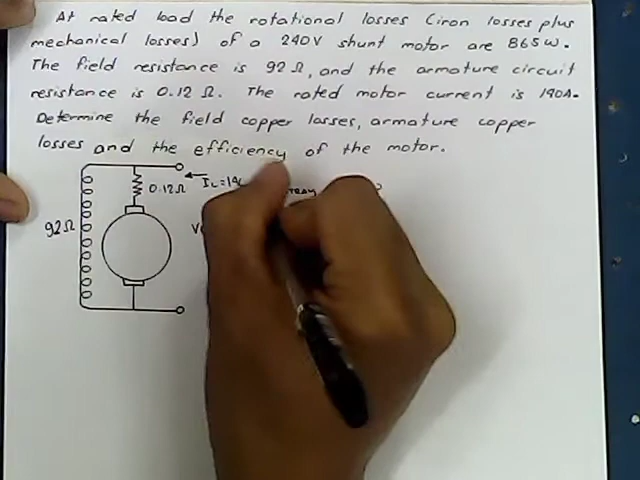 At rated load the rotational losses (iron losses plus
mechanical losses) of a 240V shunt motor are 865W.
The field resistance is 92 Ω, and the armature circuit
resistance is 0.12 Ω. The rated motor current is 140A.
Determine the field copper losses, armature copper
losses and the efficiency of the motor.
0.12Ω
92Ω